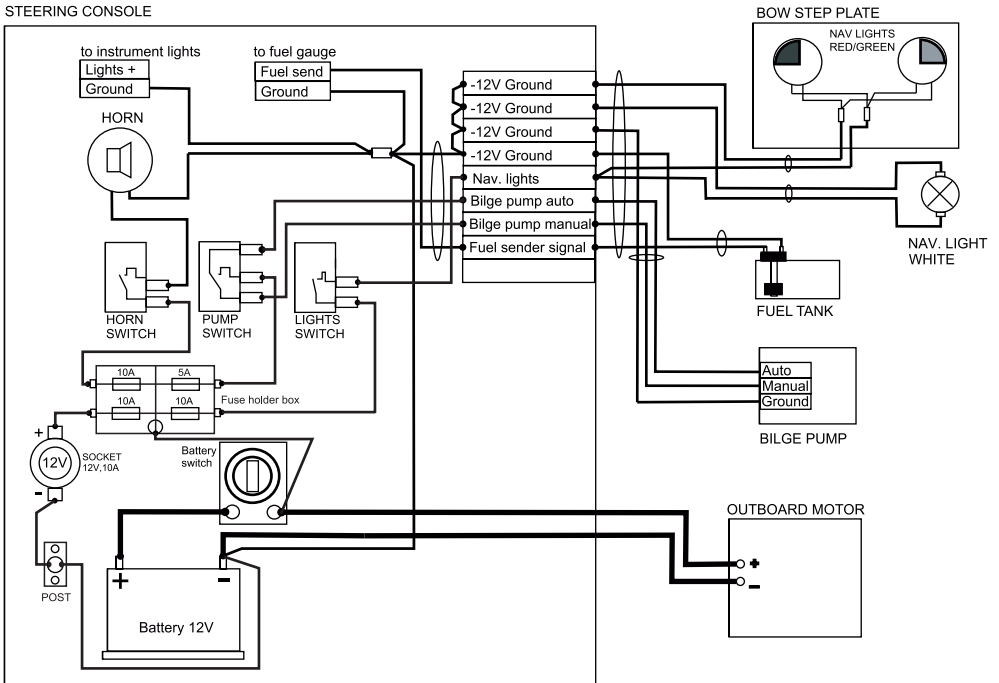 STEERING CONSOLE
to instrument lights
Lights +
Ground
to fuel gauge
Fuel send
Ground
HORN
-12V Ground
-12V Ground
-12V Ground
-12V Ground
Nav. lights
Bilge pump auto
Bilge pump manual
Fuel sender signal
BOW STEP PLATE
NAV LIGHTS
RED/GREEN
NAV. LIGHT
WHITE
FUEL TANK
HORN
SWITCH
PUMP
SWITCH
LIGHTS
SWITCH
10A
5A
10A
10A
Fuse holder box
+
12V
-
SOCKET
12V,10A
Battery
switch
POST
+
-
Battery 12V
Auto
Manual
Ground
BILGE PUMP
OUTBOARD MOTOR
+
-